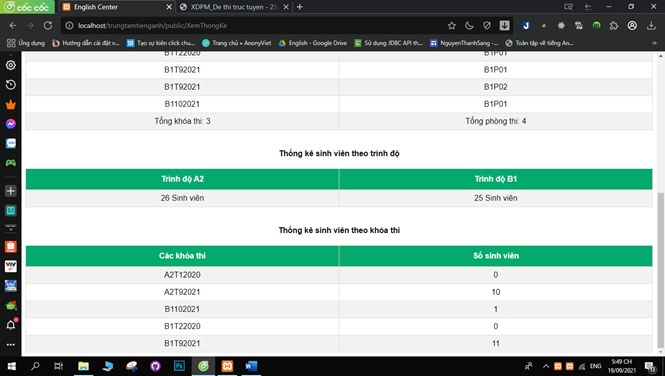 cốc cốc
English Center
XDPM_De thi truc tuyen - 25
localhost/trungtamtienganh/public/XemThongKe
Ứng dụng
Hướng dẫn cài đặt v...
Tạo sự kiện click chu...
Trang chủ » AnonyViet
English - Google Drive
Sử dụng JDBC API th...
NguyenThanhSang. -...
Toàn tập về tiếng An...
B1T22020 B1P01
B1T92021 B1P01
B1T92021 B1P02
B1102021 B1P01
Tổng khóa thi: 3 Tổng phòng thi: 4
Thống kê sinh viên theo trình độ
Trình độ A2 Trình độ B1
26 Sinh viên 25 Sinh viên
Thống kê sinh viên theo khóa thi
Các khóa thi Số sinh viên
A2T12020 0
A2T92021 10
B1102021 1
B1T22020 0
B1T92021 11
ENG
5:49 CH
19/09/2021